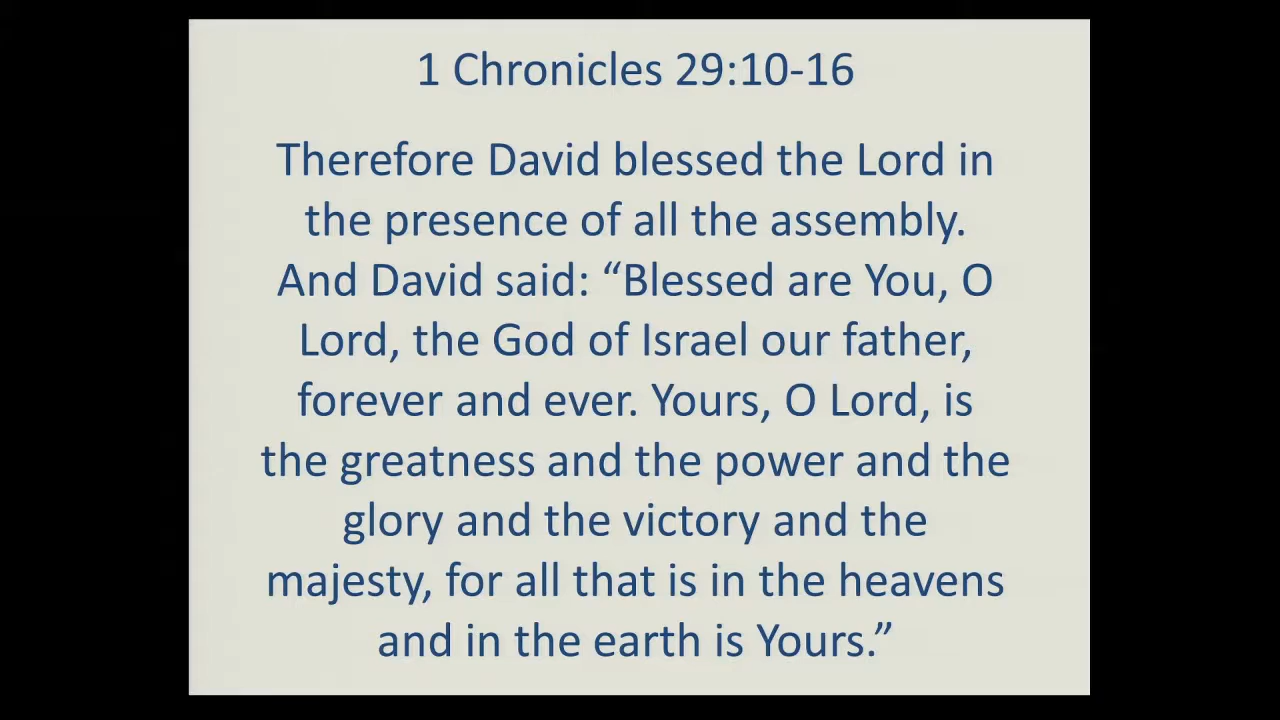 1 Chronicles 29:10-16
Therefore David blessed the Lord in
the presence of all the assembly.
And David said: “Blessed are You, O
Lord, the God of Israel our father,
forever and ever. Yours, O Lord, is
the greatness and the power and the
glory and the victory and the
majesty, for all that is in the heavens
and in the earth is Yours.”